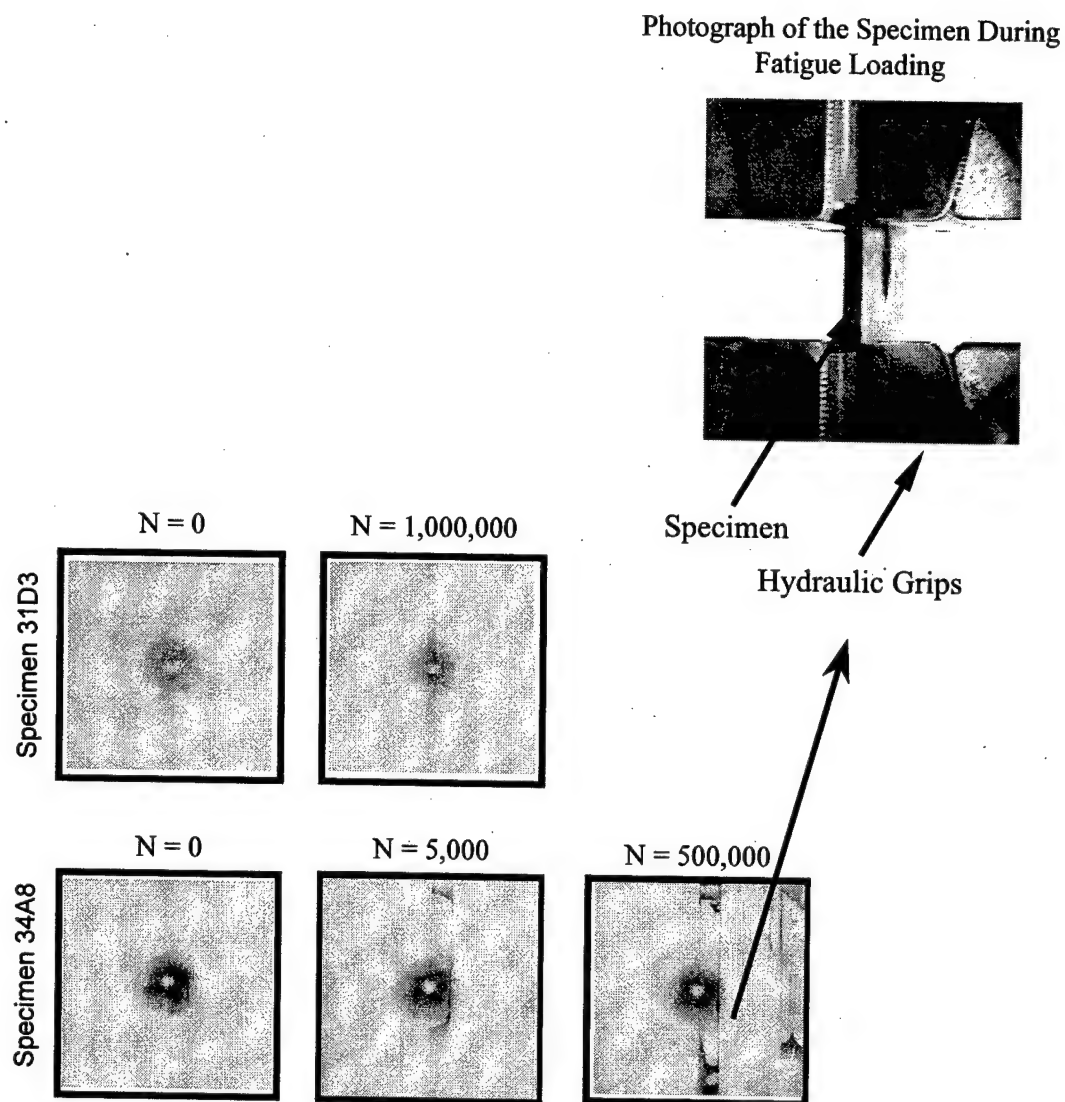 Photograph of the Specimen During
Fatigue Loading
Specimen
Hydraulic Grips
N = 0
N = 1,000,000
Specimen 31D3
N = 0
N = 5,000
N = 500,000
Specimen 34A8